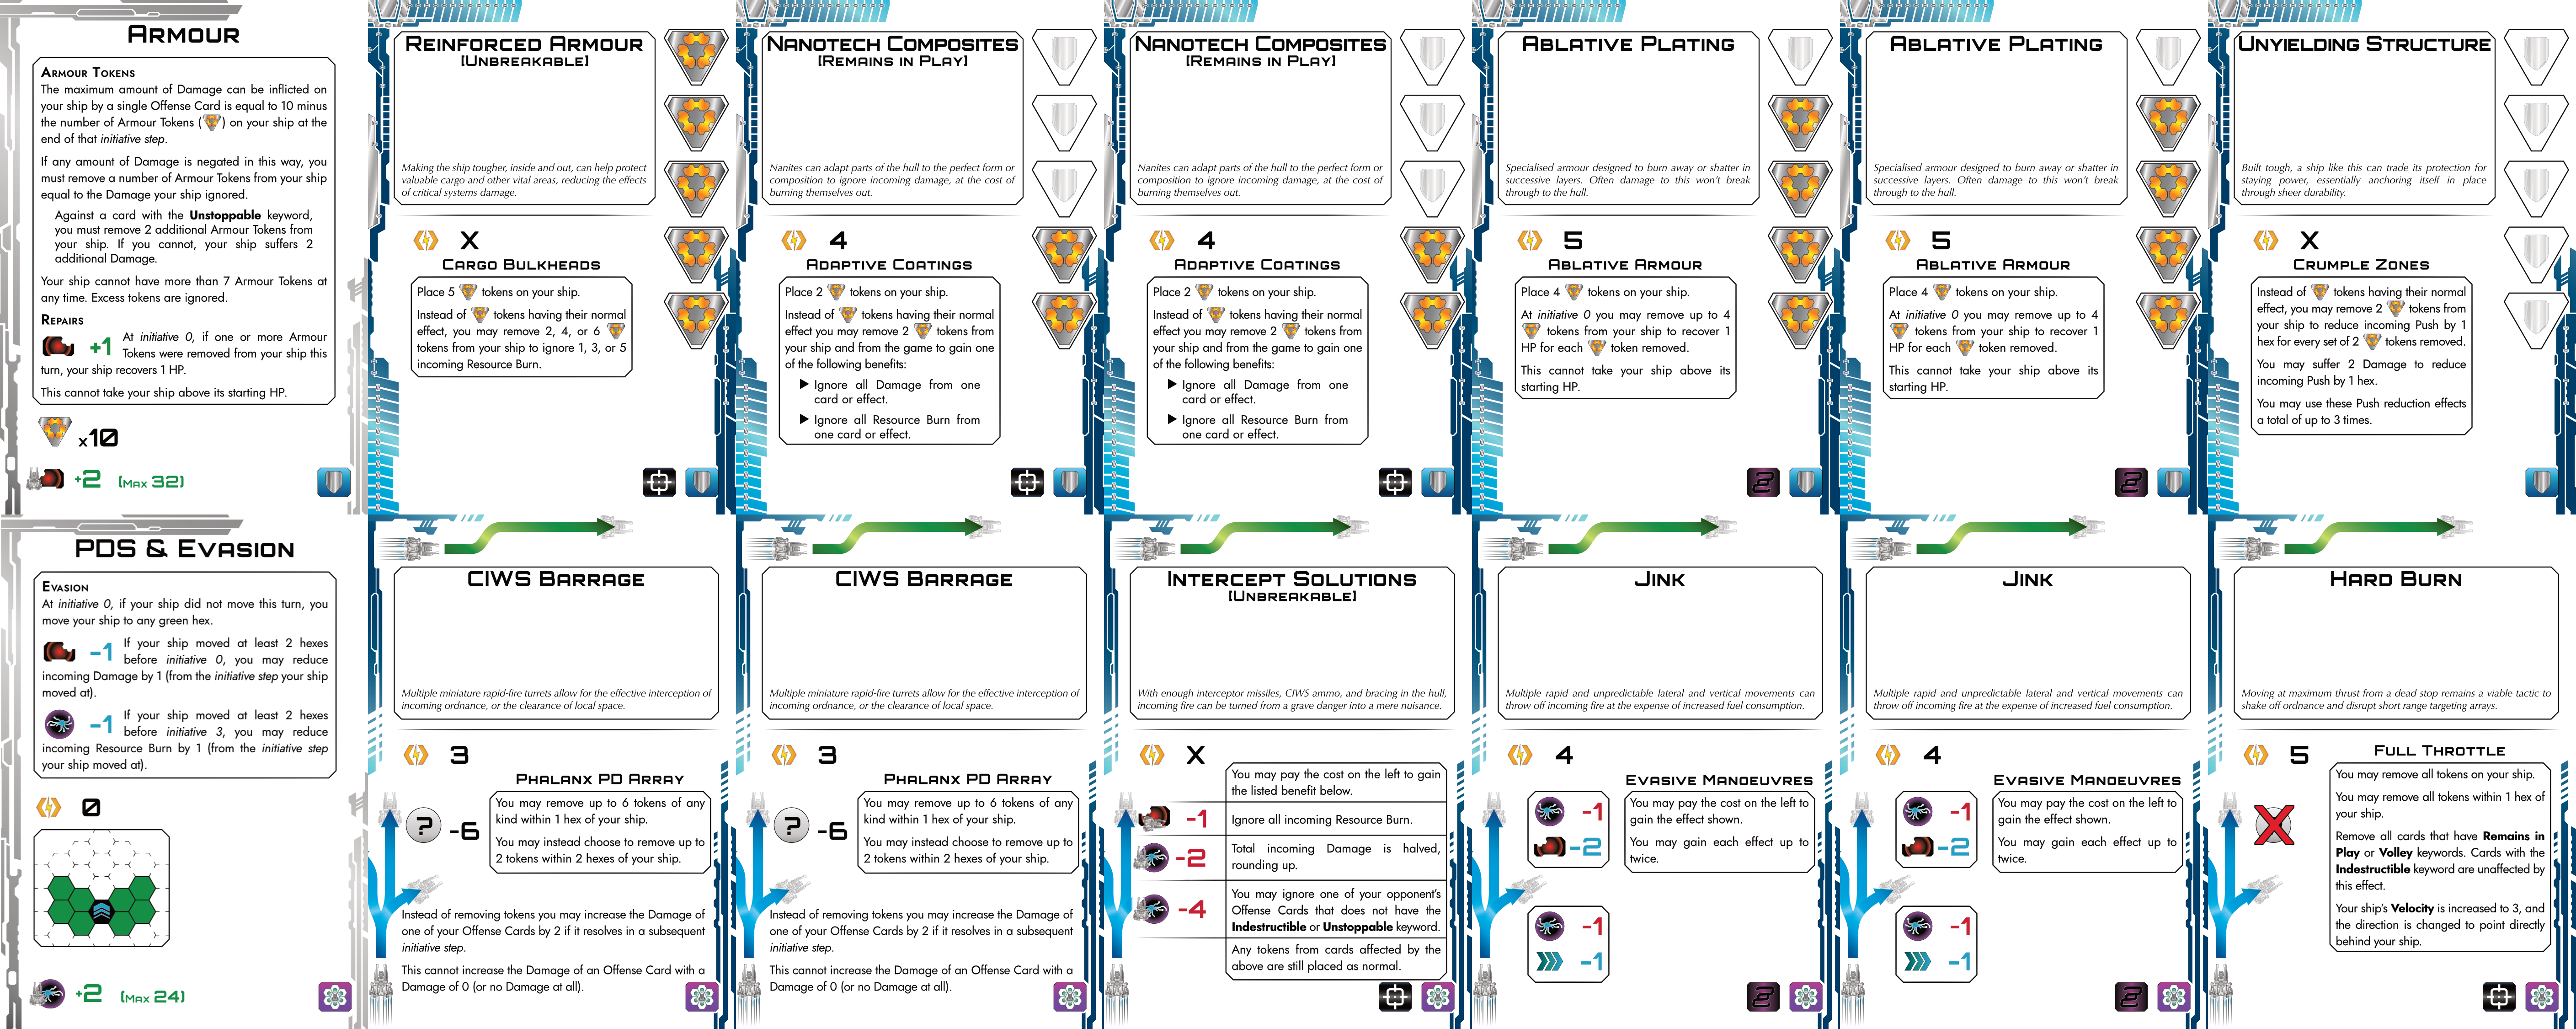 ARMOUR
ARMOUR TOKENS
The maximum amount of Damage can be inflicted on
your ship by a single Offense Card is equal to 10 minus
the number of Armour Tokens ( ) on your ship at the
end of that initiative step.
If any amount of Damage is negated in this way, you
must remove a number of Armour Tokens from your ship
equal to the Damage your ship ignored.
Against a card with the Unstoppable keyword,
you must remove 2 additional Armour Tokens from
your ship. If you cannot, your ship suffers 2
additional Damage.
Your ship cannot have more than 7 Armour Tokens at
any time. Excess tokens are ignored.
REPAIRS
+1 At initiative 0, if one or more Armour
Tokens were removed from your ship this
turn, your ship recovers 1 HP.
This cannot take your ship above its starting HP.
x10
+2 (MAX 32)
REINFORCED ARMOUR
[UNBREAKABLE]
Making the ship tougher, inside and out, can help protect
valuable cargo and other vital areas, reducing the effects
of critical systems damage.
X
CARGO BULKHEADS
Place 5 tokens on your ship.
Instead of tokens having their normal
effect, you may remove 2, 4, or 6
tokens from your ship to ignore 1, 3, or 5
incoming Resource Burn.
NANOTECH COMPOSITES
[REMAINS IN PLAY]
Nanites can adapt parts of the hull to the perfect form or
composition to ignore incoming damage, at the cost of
burning themselves out.
4
ADAPTIVE COATINGS
Place 2 tokens on your ship.
Instead of tokens having their normal
effect you may remove 2 tokens from
your ship and from the game to gain one
of the following benefits:
▶ Ignore all Damage from one
card or effect.
▶ Ignore all Resource Burn from
one card or effect.
NANOTECH COMPOSITES
[REMAINS IN PLAY]
Nanites can adapt parts of the hull to the perfect form or
composition to ignore incoming damage, at the cost of
burning themselves out.
4
ADAPTIVE COATINGS
Place 2 tokens on your ship.
Instead of tokens having their normal
effect you may remove 2 tokens from
your ship and from the game to gain one
of the following benefits:
▶ Ignore all Damage from one
card or effect.
▶ Ignore all Resource Burn from
one card or effect.
ABLATIVE PLATING
Specialised armour designed to burn away or shatter in
successive layers. Often damage to this won't break
through to the hull.
5
ABLATIVE ARMOUR
Place 4 tokens on your ship.
At initiative 0 you may remove up to 4
tokens from your ship to recover 1
HP for each token removed.
This cannot take your ship above its
starting HP.
2
ABLATIVE PLATING
Specialised armour designed to burn away or shatter in
successive layers. Often damage to this won't break
through to the hull.
5
ABLATIVE ARMOUR
Place 4 tokens on your ship.
At initiative 0 you may remove up to 4
tokens from your ship to recover 1
HP for each token removed.
This cannot take your ship above its
starting HP.
2
UNYIELDING STRUCTURE
Built tough, a ship like this can trade its protection for
staying power, essentially anchoring itself in place
through sheer durability.
X
CRUMPLE ZONES
Instead of tokens having their normal
effect, you may remove 2 tokens from
your ship to reduce incoming Push by 1
hex for every set of 2 tokens removed.
You may suffer 2 Damage to reduce
incoming Push by 1 hex.
You may use these Push reduction effects
a total of up to 3 times.
PDS & EVASION
EVASION
At initiative 0, if your ship did not move this turn, you
move your ship to any green hex.
-1 If your ship moved at least 2 hexes
before initiative 0, you may reduce
incoming Damage by 1 (from the initiative step your ship
moved at).
-1 If your ship moved at least 2 hexes
before initiative 3, you may reduce
incoming Resource Burn by 1 (from the initiative step
your ship moved at).
0
+2 (MAX 24)
CIWS BARRAGE
Multiple miniature rapid-fire turrets allow for the effective interception of
incoming ordnance, or the clearance of local space.
3
PHALANX PD ARRAY
? -6
You may remove up to 6 tokens of any
kind within 1 hex of your ship.
You may instead choose to remove up to
2 tokens within 2 hexes of your ship.
Instead of removing tokens you may increase the Damage of
one of your Offense Cards by 2 if it resolves in a subsequent
initiative step.
This cannot increase the Damage of an Offense Card with a
Damage of 0 (or no Damage at all).
CIWS BARRAGE
Multiple miniature rapid-fire turrets allow for the effective interception of
incoming ordnance, or the clearance of local space.
3
PHALANX PD ARRAY
? -6
You may remove up to 6 tokens of any
kind within 1 hex of your ship.
You may instead choose to remove up to
2 tokens within 2 hexes of your ship.
Instead of removing tokens you may increase the Damage of
one of your Offense Cards by 2 if it resolves in a subsequent
initiative step.
This cannot increase the Damage of an Offense Card with a
Damage of 0 (or no Damage at all).
INTERCEPT SOLUTIONS
[UNBREAKABLE]
With enough interceptor missiles, CIWS ammo, and bracing in the hull,
incoming fire can be turned from a grave danger into a mere nuisance.
X
You may pay the cost on the left to gain
the listed benefit below.
-1 Ignore all incoming Resource Burn.
-2 Total incoming Damage is halved,
rounding up.
-4 You may ignore one of your opponent's
Offense Cards that does not have the
Indestructible or Unstoppable keyword.
Any tokens from cards affected by the
above are still placed as normal.
JINK
Multiple rapid and unpredictable lateral and vertical movements can
throw off incoming fire at the expense of increased fuel consumption.
4
EVASIVE MANOEUVRES
-1
-2
You may pay the cost on the left to
gain the effect shown.
You may gain each effect up to
twice.
-1
-1
2
JINK
Multiple rapid and unpredictable lateral and vertical movements can
throw off incoming fire at the expense of increased fuel consumption.
4
EVASIVE MANOEUVRES
-1
-2
You may pay the cost on the left to
gain the effect shown.
You may gain each effect up to
twice.
-1
-1
2
HARD BURN
Moving at maximum thrust from a dead stop remains a viable tactic to
shake off ordnance and disrupt short range targeting arrays.
5
FULL THROTTLE
You may remove all tokens on your ship.
You may remove all tokens within 1 hex of
your ship.
Remove all cards that have Remains in
Play or Volley keywords. Cards with the
Indestructible keyword are unaffected by
this effect.
Your ship's Velocity is increased to 3, and
the direction is changed to point directly
behind your ship.